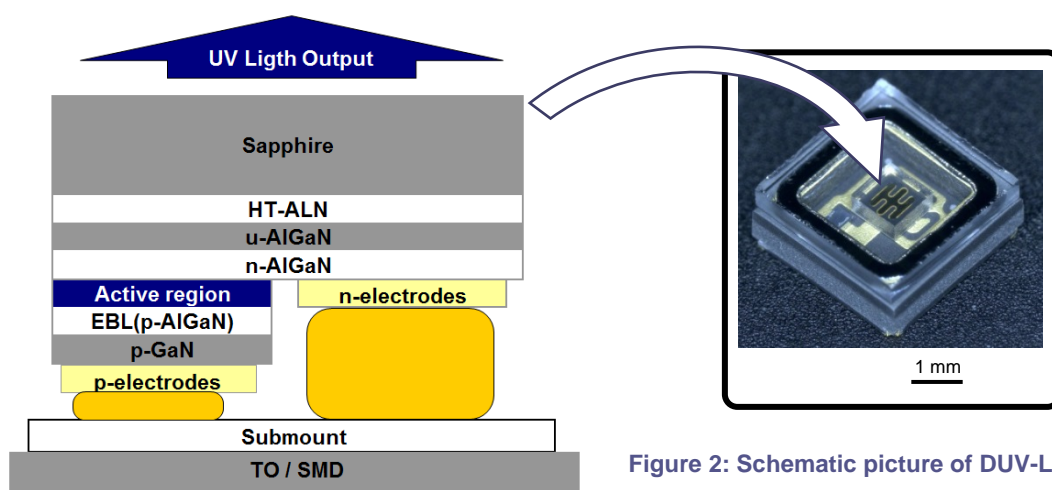 UV Ligth Output
Sapphire
HT-ALN
u-AlGaN
n-AlGaN
Active region
n-electrodes
EBL(p-AlGaN)
p-GaN
p-electrodes
Submount
TO / SMD
1 mm
Figure 2: Schematic picture of DUV-L